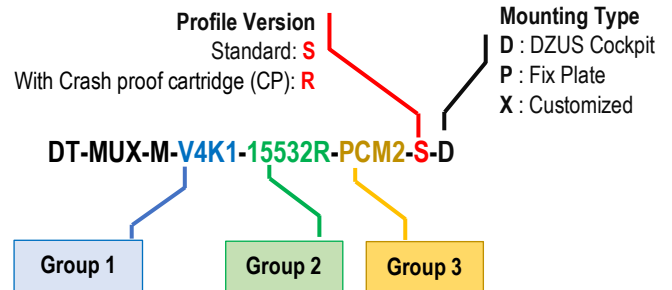 Profile Version
Standard: S
With Crash proof cartridge (CP): R
Mounting Type
D : DZUS Cockpit
P : Fix Plate
X : Customized
DT-MUX-M-V4K1-15532R-PCM2-S-D
Group 1
Group 2
Group 3